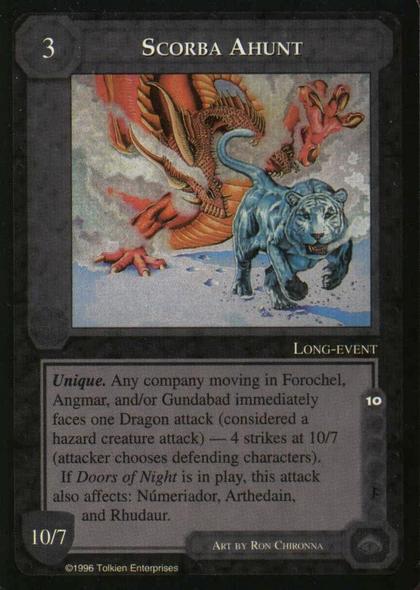 3
SCORBA AHUNT
LONG-EVENT
Unique. Any company moving in Forochel,
Angmar, and/or Gundabad immediately
faces one Dragon attack (considered a
hazard creature attack) — 4 strikes at 10/7
(attacker chooses defending characters).
If Doors of Night is in play, this attack
also affects: Númeriador, Arthedain,
and Rhudaur.
10
10/7
ART BY RON CHIRONNA
©1996 Tolkien Enterprises